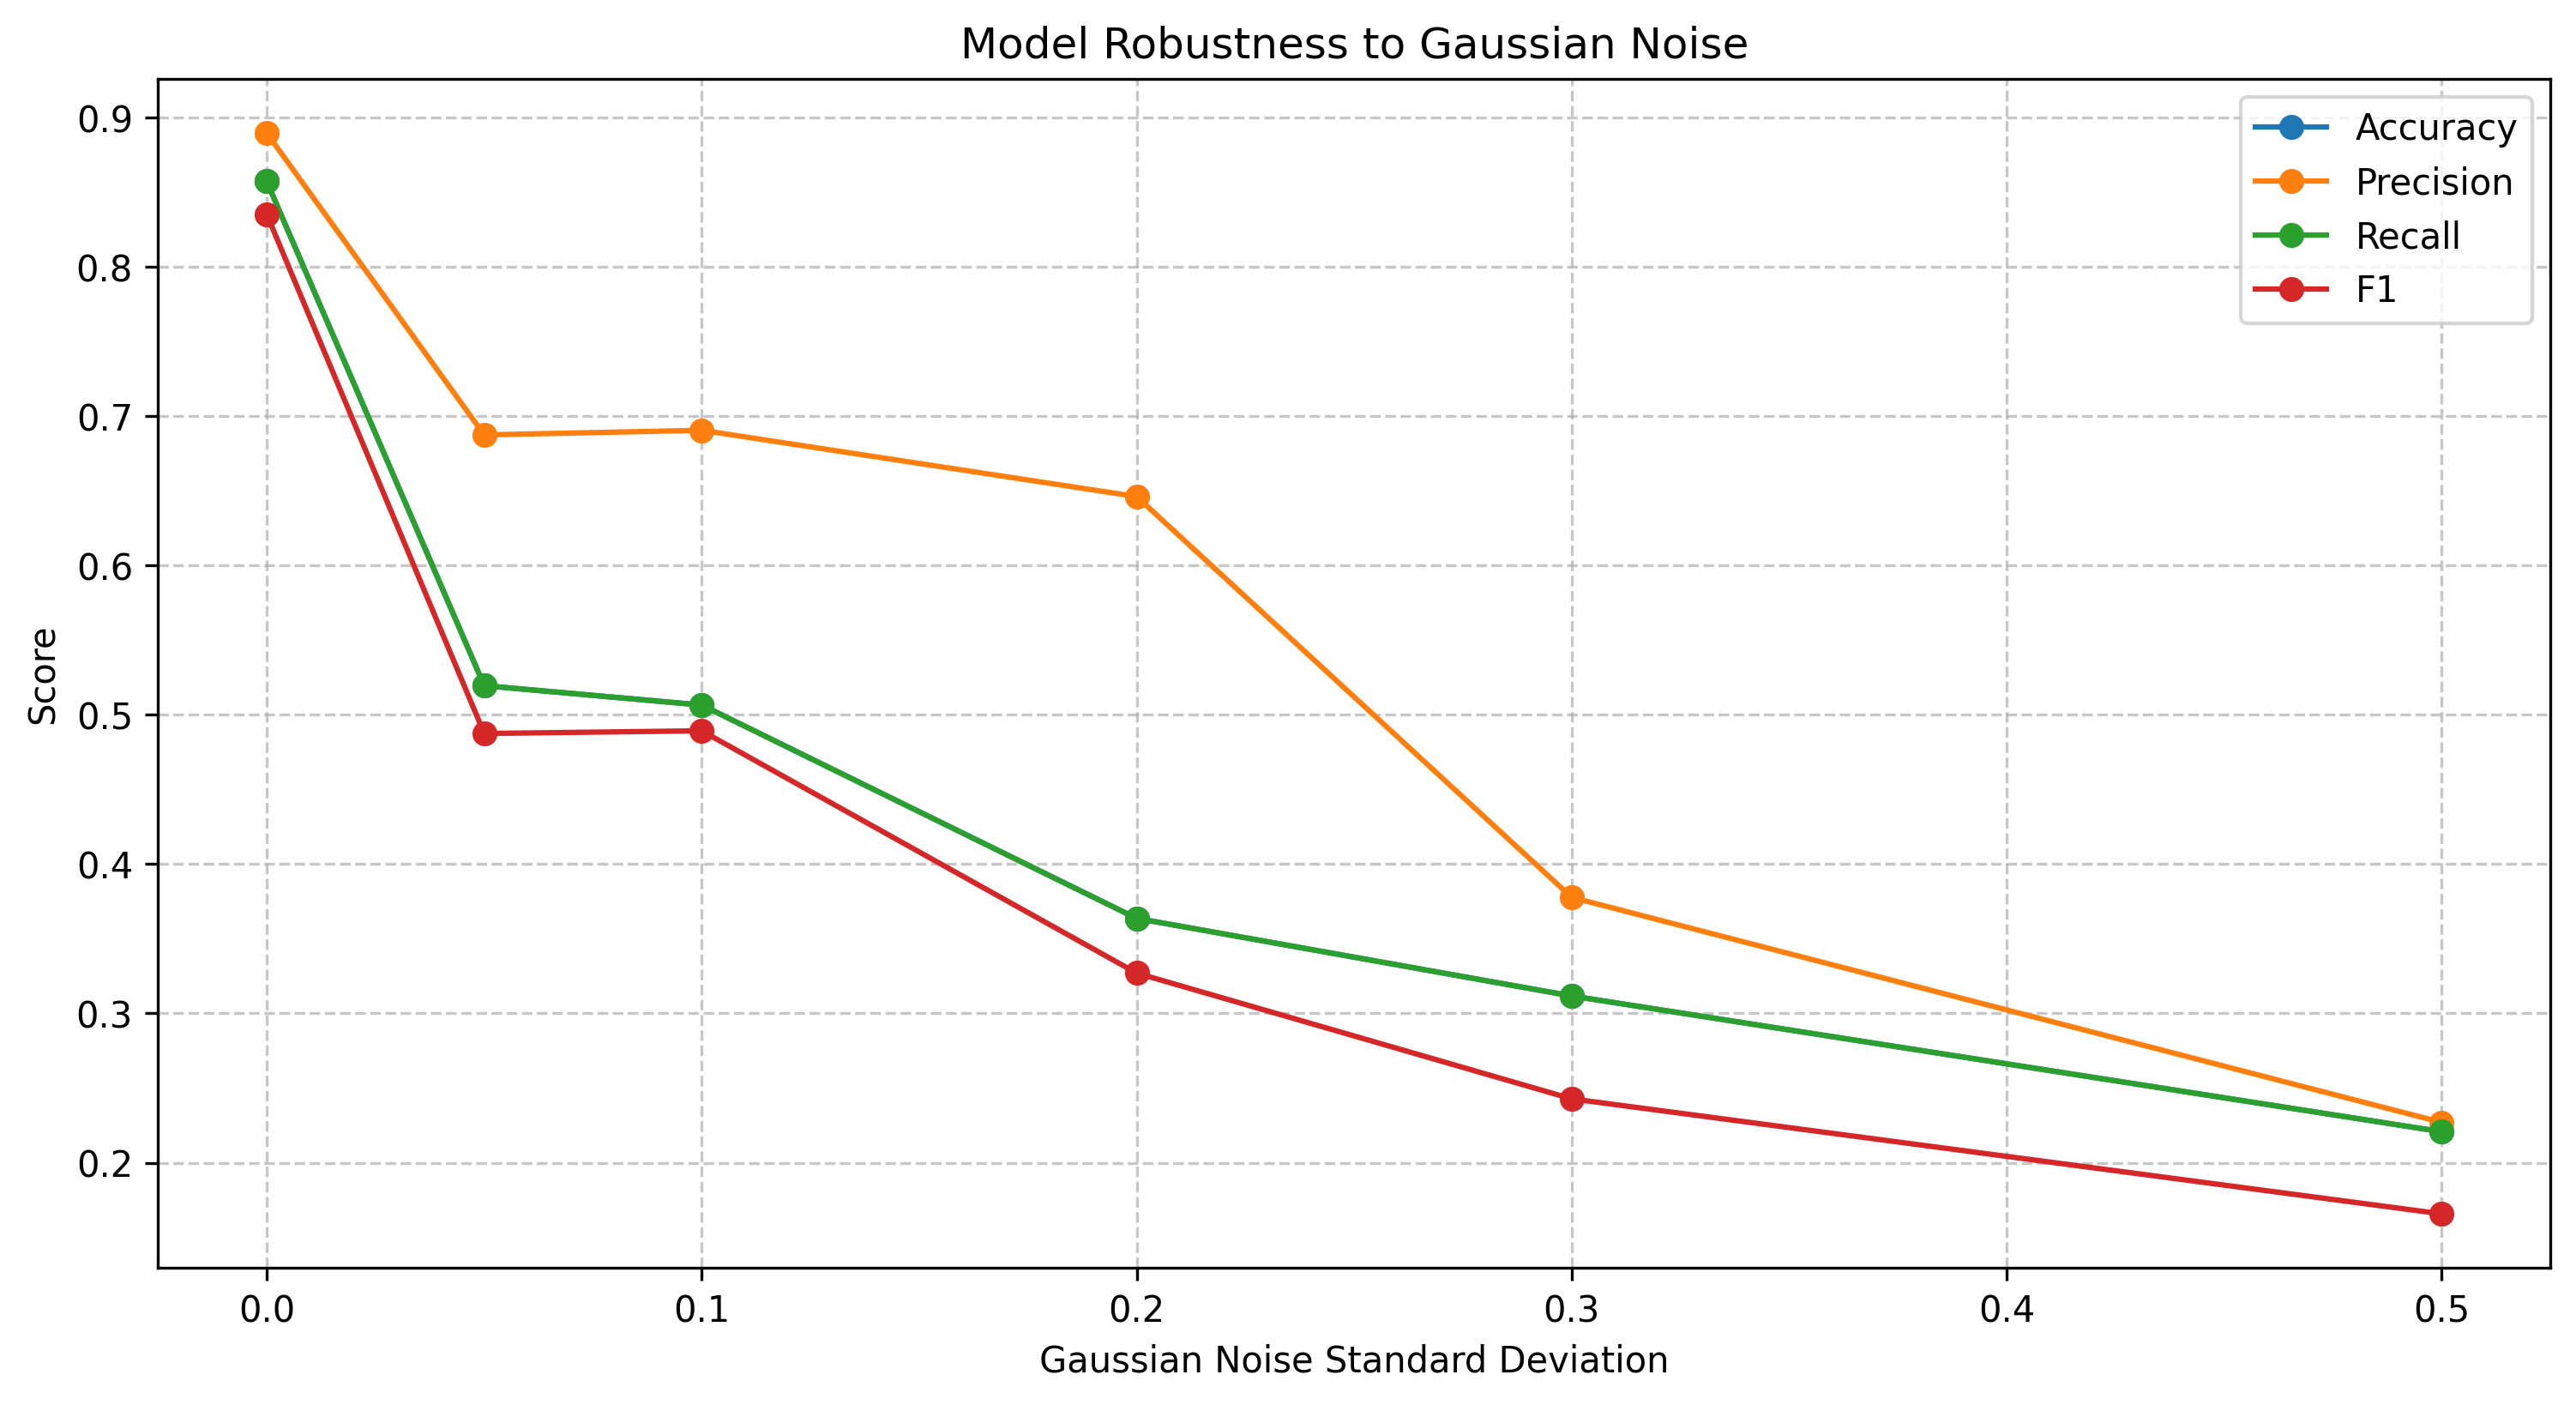 Model Robustness to Gaussian Noise
0.9
0.8
0.7
0.6
0.5
0.4
0.3
0.2
Score
Accuracy
Precision
Recall
F1
0.0 0.1 0.2 0.3 0.4 0.5
Gaussian Noise Standard Deviation